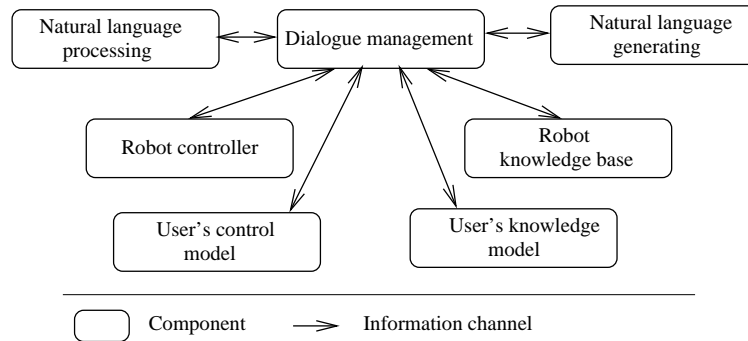 Natural language
processing
Dialogue management
Natural language
generating
Robot controller
Robot
knowledge base
User's control
model
User's knowledge
model
Component
Information channel